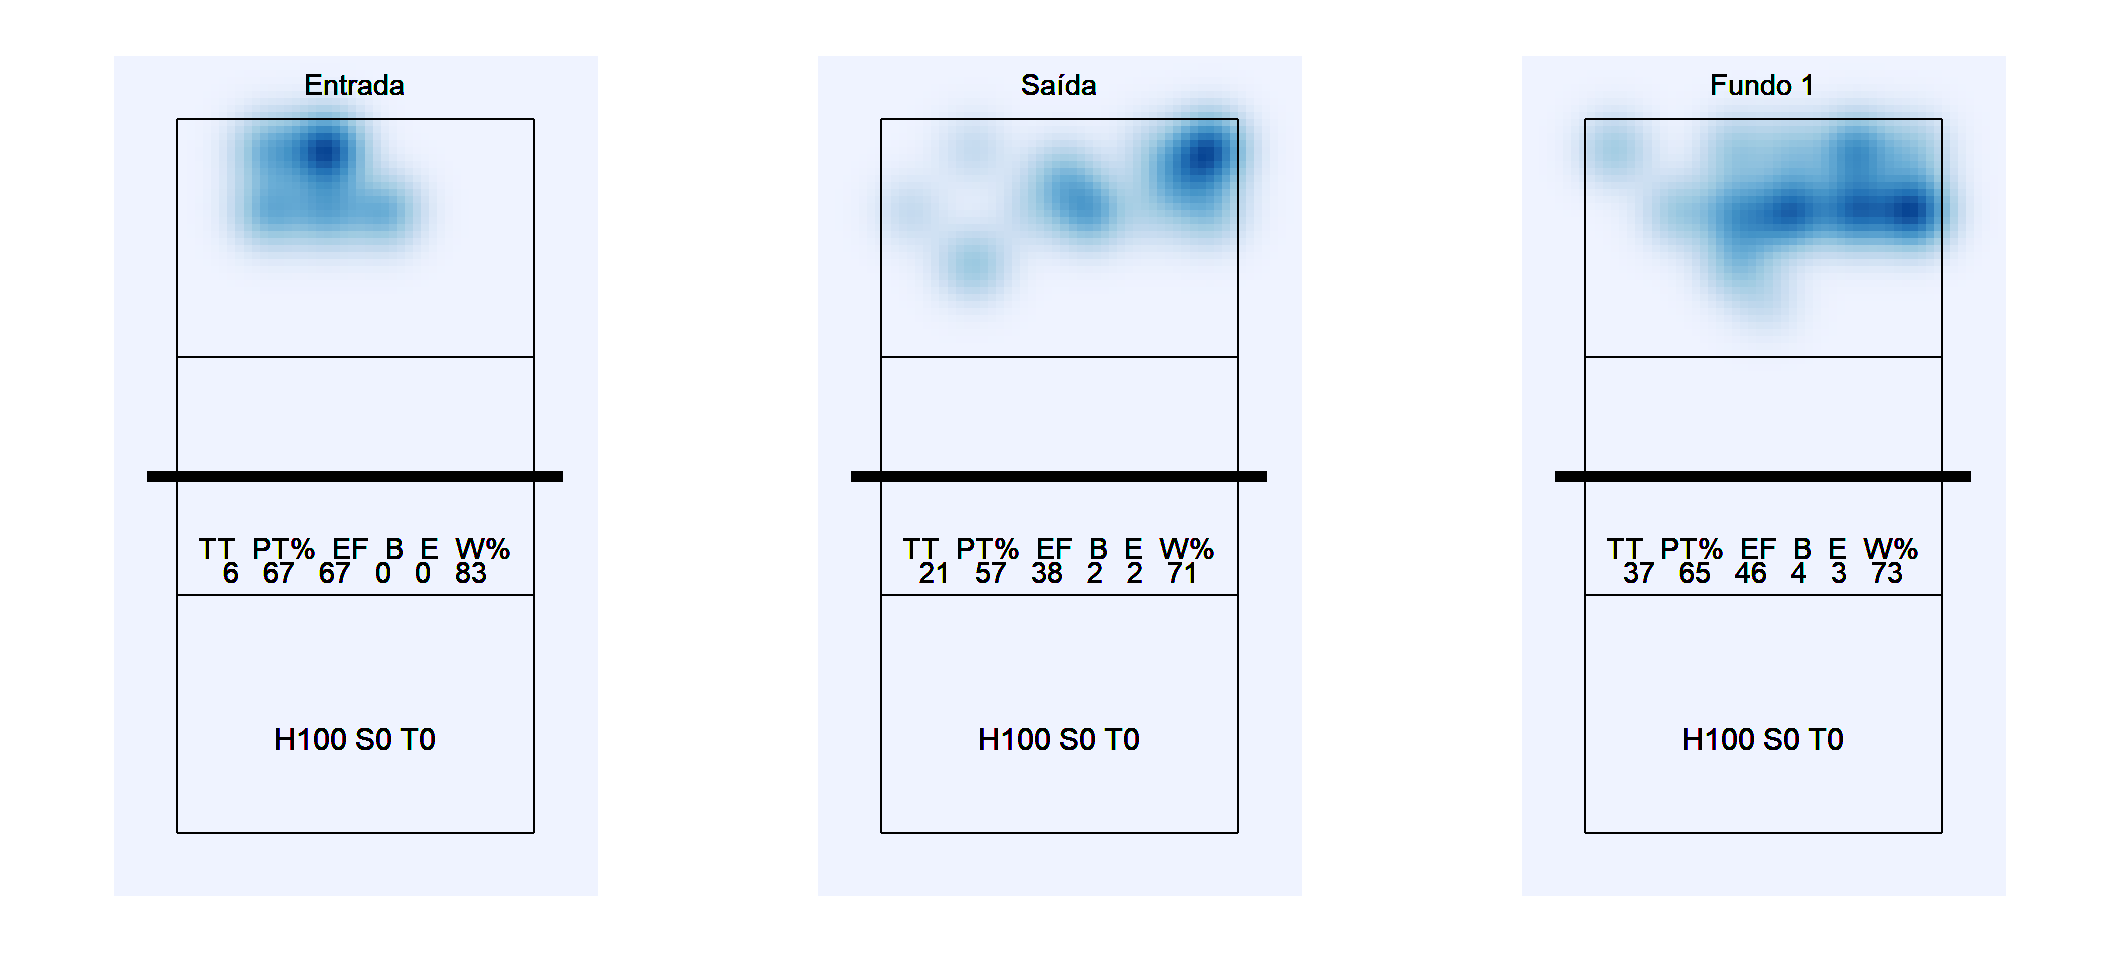 Entrada
TT PT% EF B E W%
6 67 67 0 0 83
H100 S0 T0
Saída
TT PT% EF B E W%
21 57 38 2 2 71
H100 S0 T0
Fundo 1
TT PT% EF B E W%
37 65 46 4 3 73
H100 S0 T0